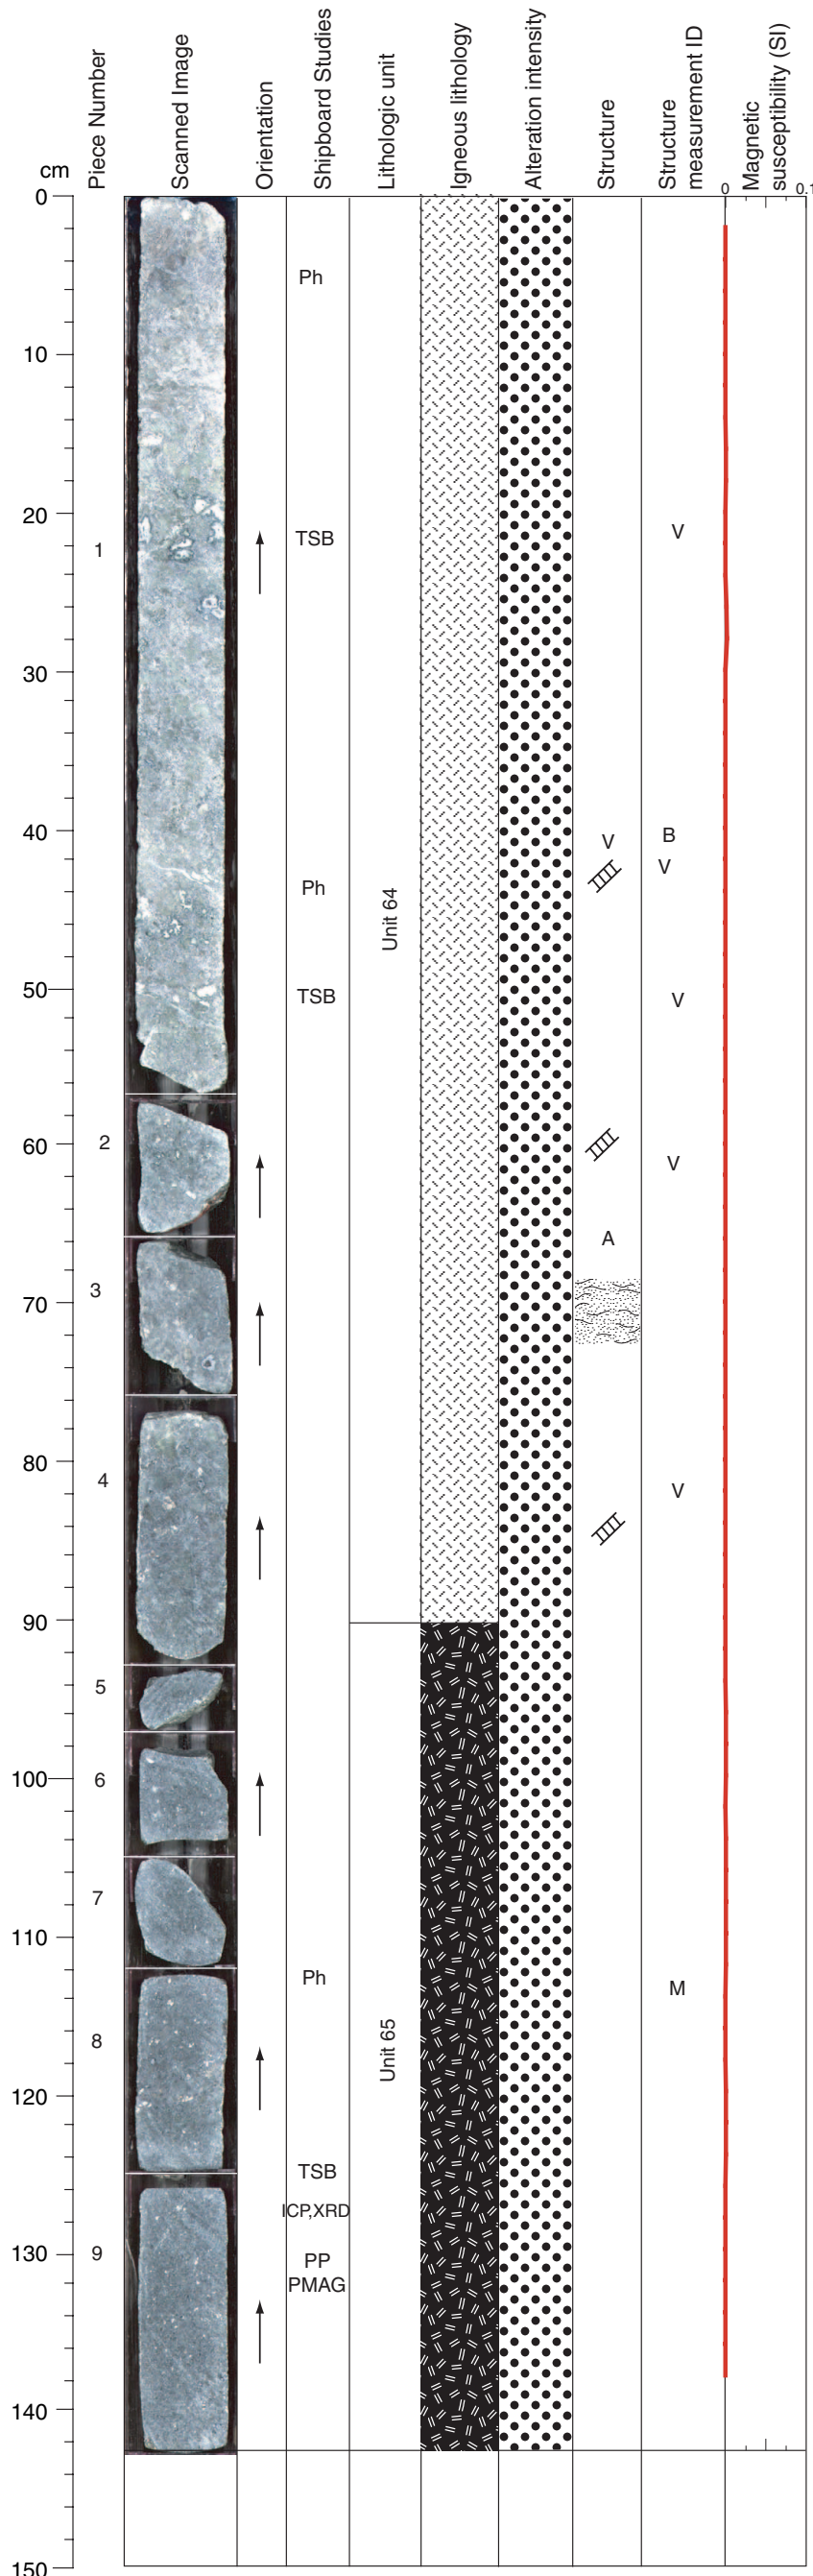 cm
Piece Number
Scanned Image
Orientation
Shipboard Studies
Lithologic unit
Igneous lithology
Alteration intensity
Structure
Structure
measurement ID
Magnetic
susceptibility (SI)
0
0
0.1
Ph
10
20
1
TSB
V
30
40
V
B
V
Ph
Unit 64
50
TSB
V
2
60
V
A
3
70
80
4
V
90
5
100
6
7
110
Ph
M
8
Unit 65
120
TSB
ICP,XRD
9
130
PP
PMAG
140
150